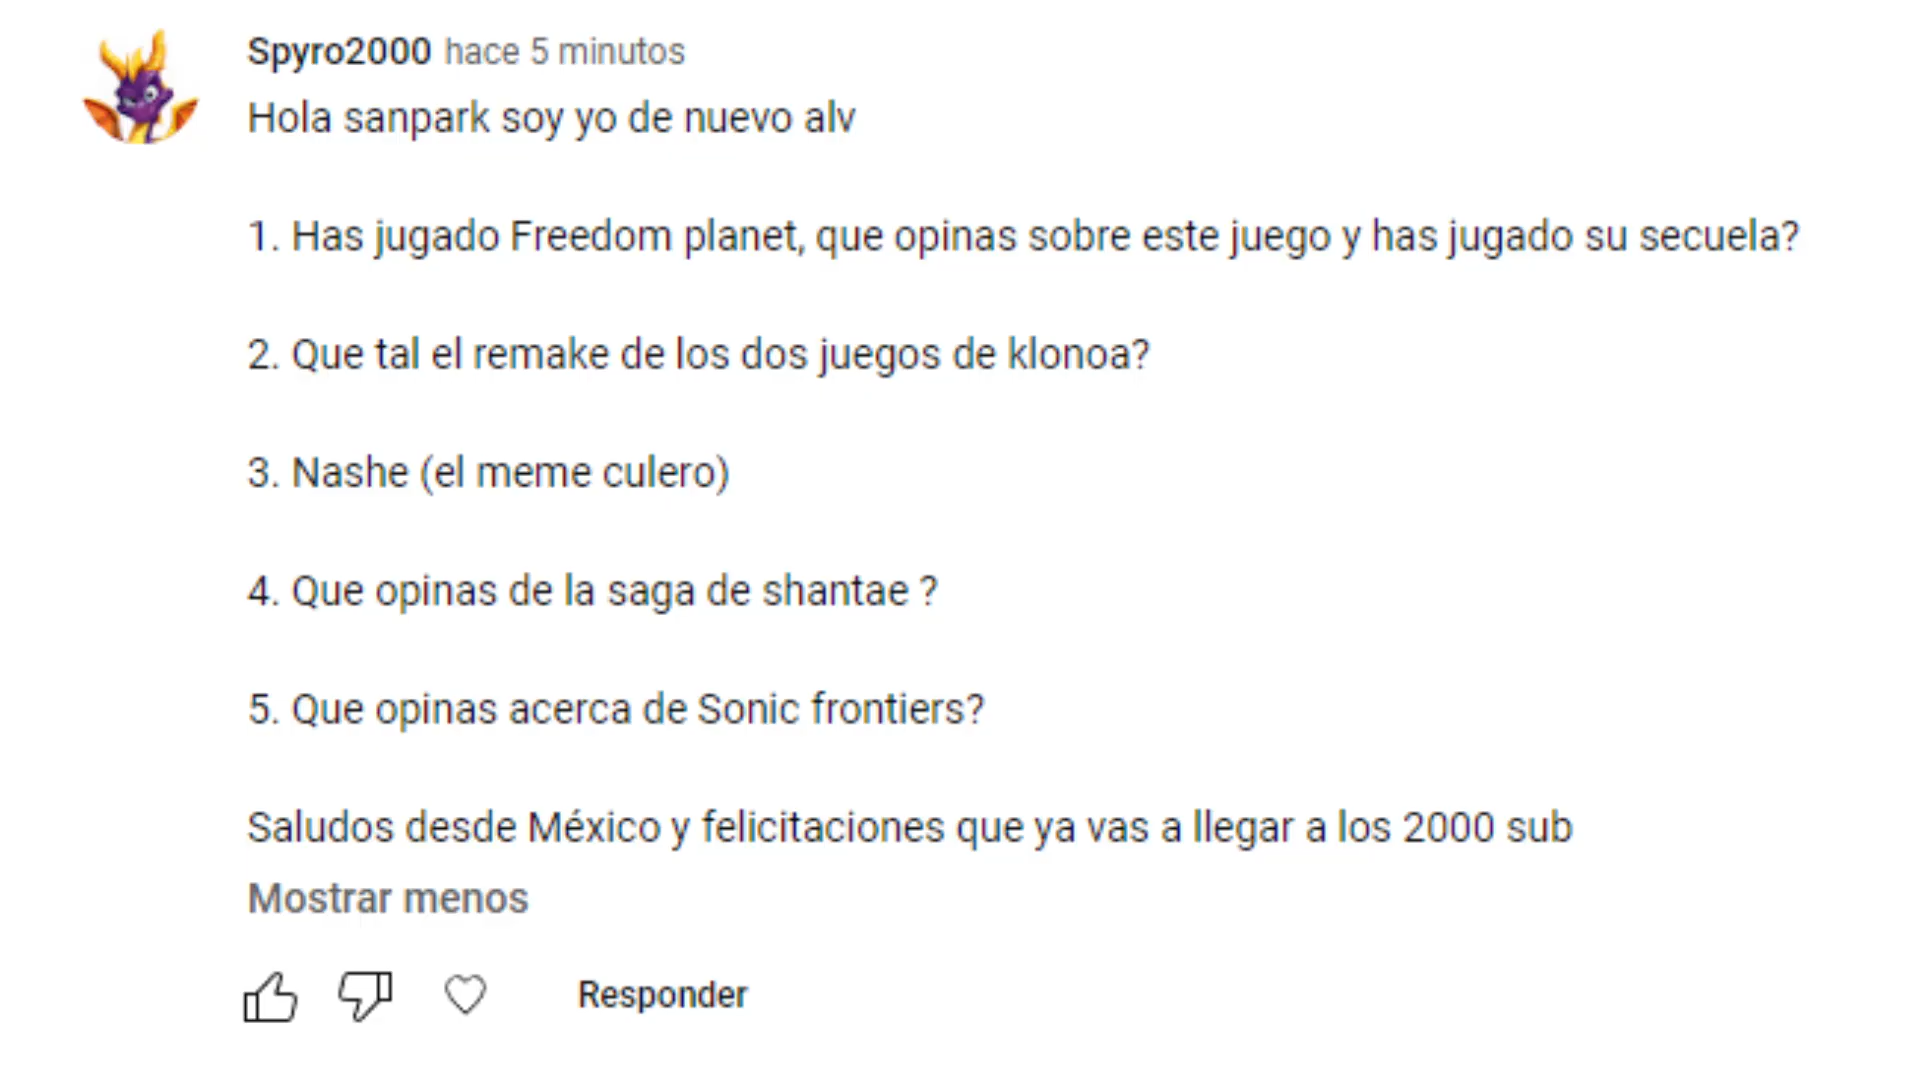 Spyro2000 hace 5 minutos
Hola sanpark soy yo de nuevo alv
1. Has jugado Freedom planet, que opinas sobre este juego y has jugado su secuela?
2. Que tal el remake de los dos juegos de klonoa?
3. Nashe (el meme culero)
4. Que opinas de la saga de shantae ?
5. Que opinas acerca de Sonic frontiers?
Saludos desde México y felicitaciones que ya vas a llegar a los 2000 sub
Mostrar menos
Responder